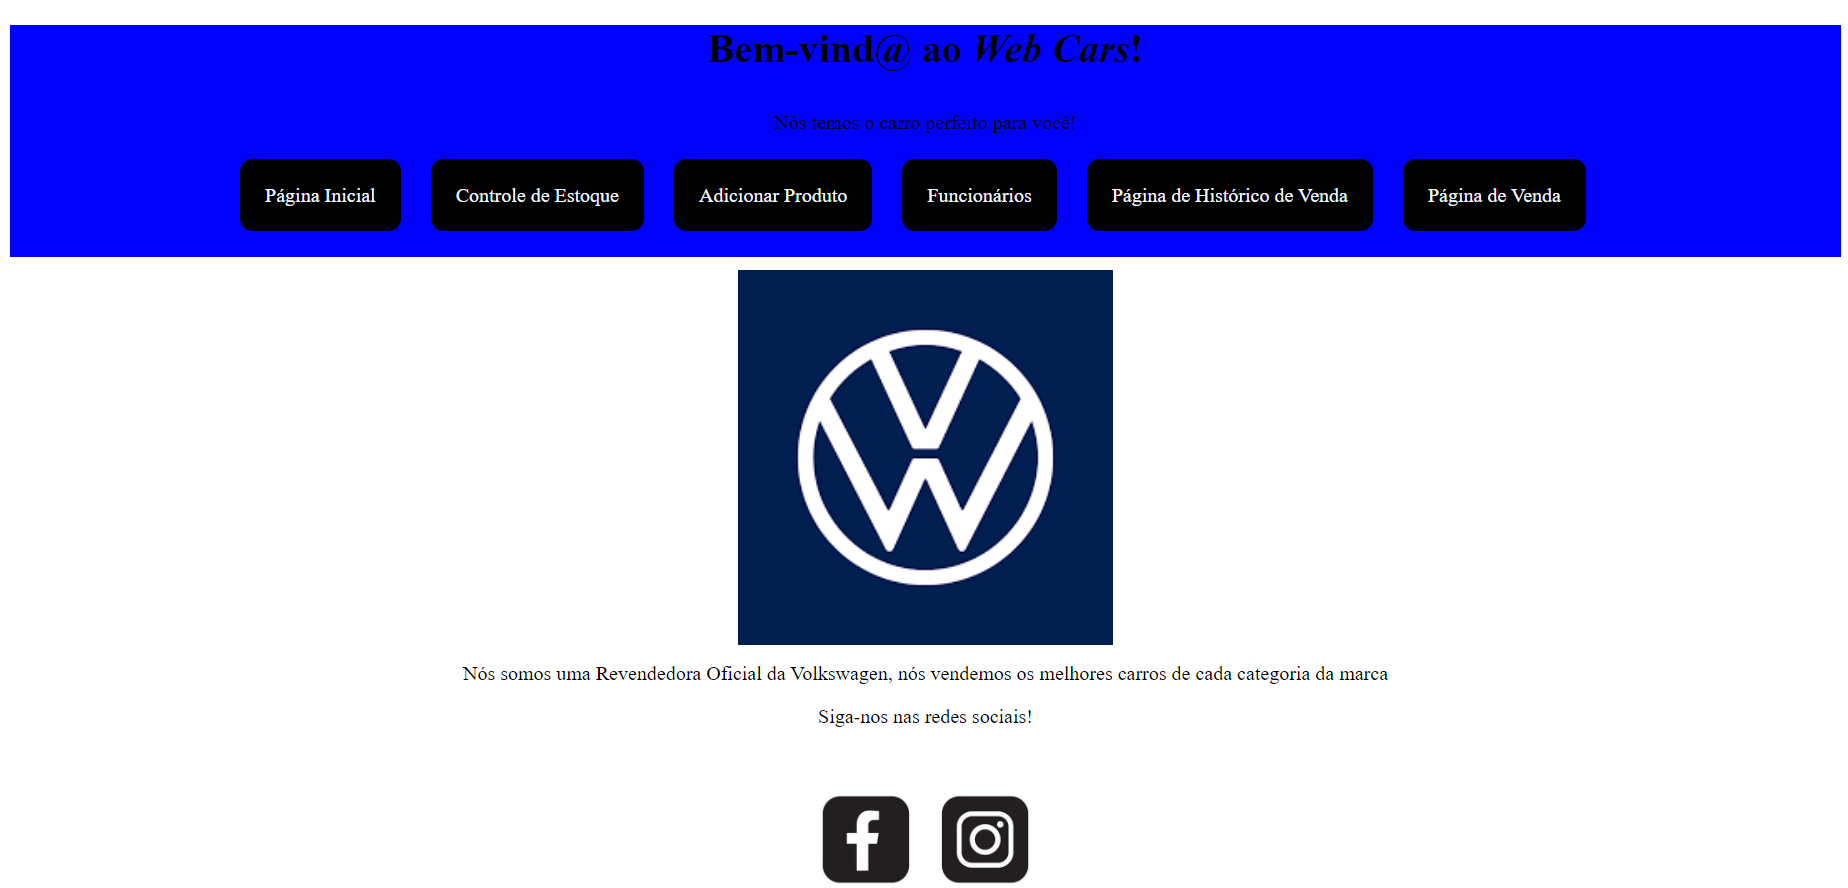 Bem-vind@ ao Web Cars!
Nós temos o carro perfeito para você!
Página Inicial
Controle de Estoque
Adicionar Produto
Funcionários
Página de Histórico de Venda
Página de Venda
VW
Nós somos uma Revendedora Oficial da Volkswagen, nós vendemos os melhores carros de cada categoria da marca
Siga-nos nas redes sociais!
f